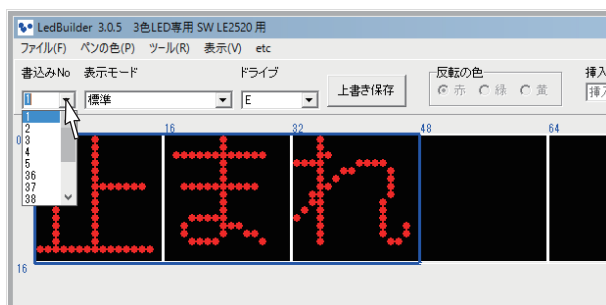 LedBuilder 3.0.5 3色LED専用 SW LE2520 用
ファイル(F) ペンの色(P) ツール(R) 表示(V) etc
書込みNo 表示モード ドライブ 反転の色 挿入
1 標準 E 上書き保存 赤 緑 黄 挿入
1
2
3
4
5
36
37
38
0 16 32 48 64
止まれ
16